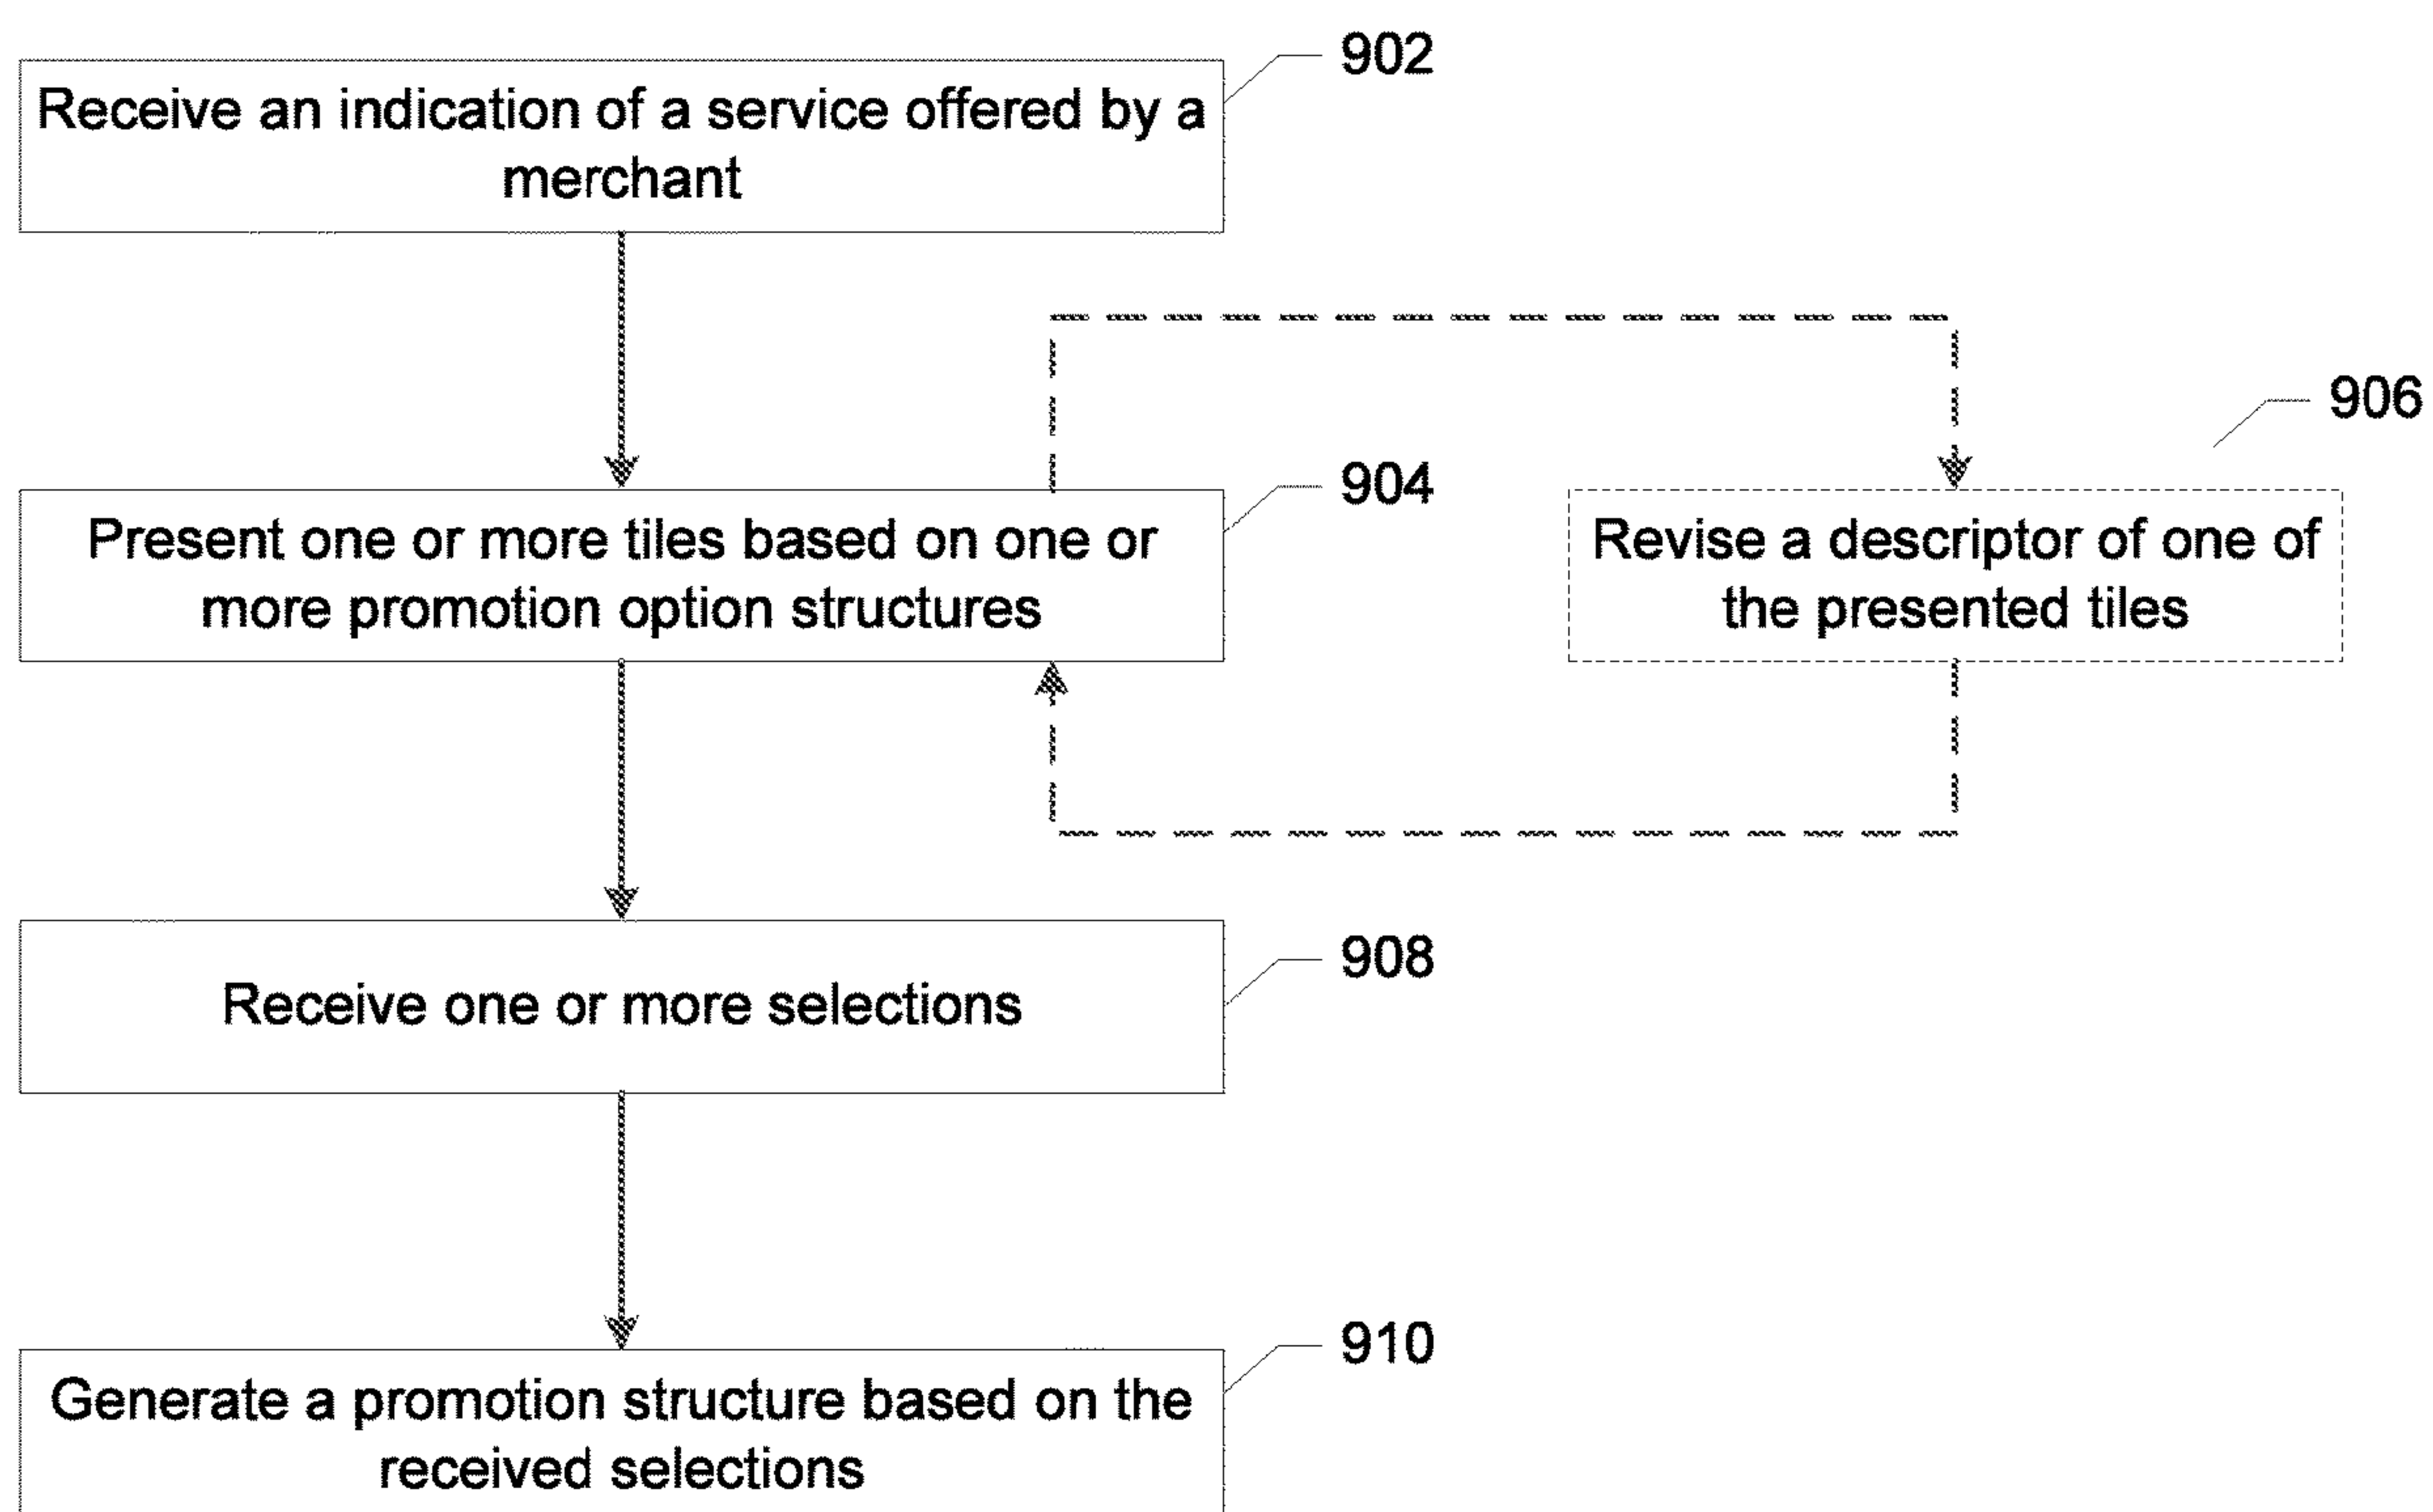 902
Receive an indication of a service offered by a
merchant
906
904
Present one or more tiles based on one or
more promotion option structures
Revise a descriptor of one of
the presented tiles
908
Receive one or more selections
910
Generate a promotion structure based on the
received selections